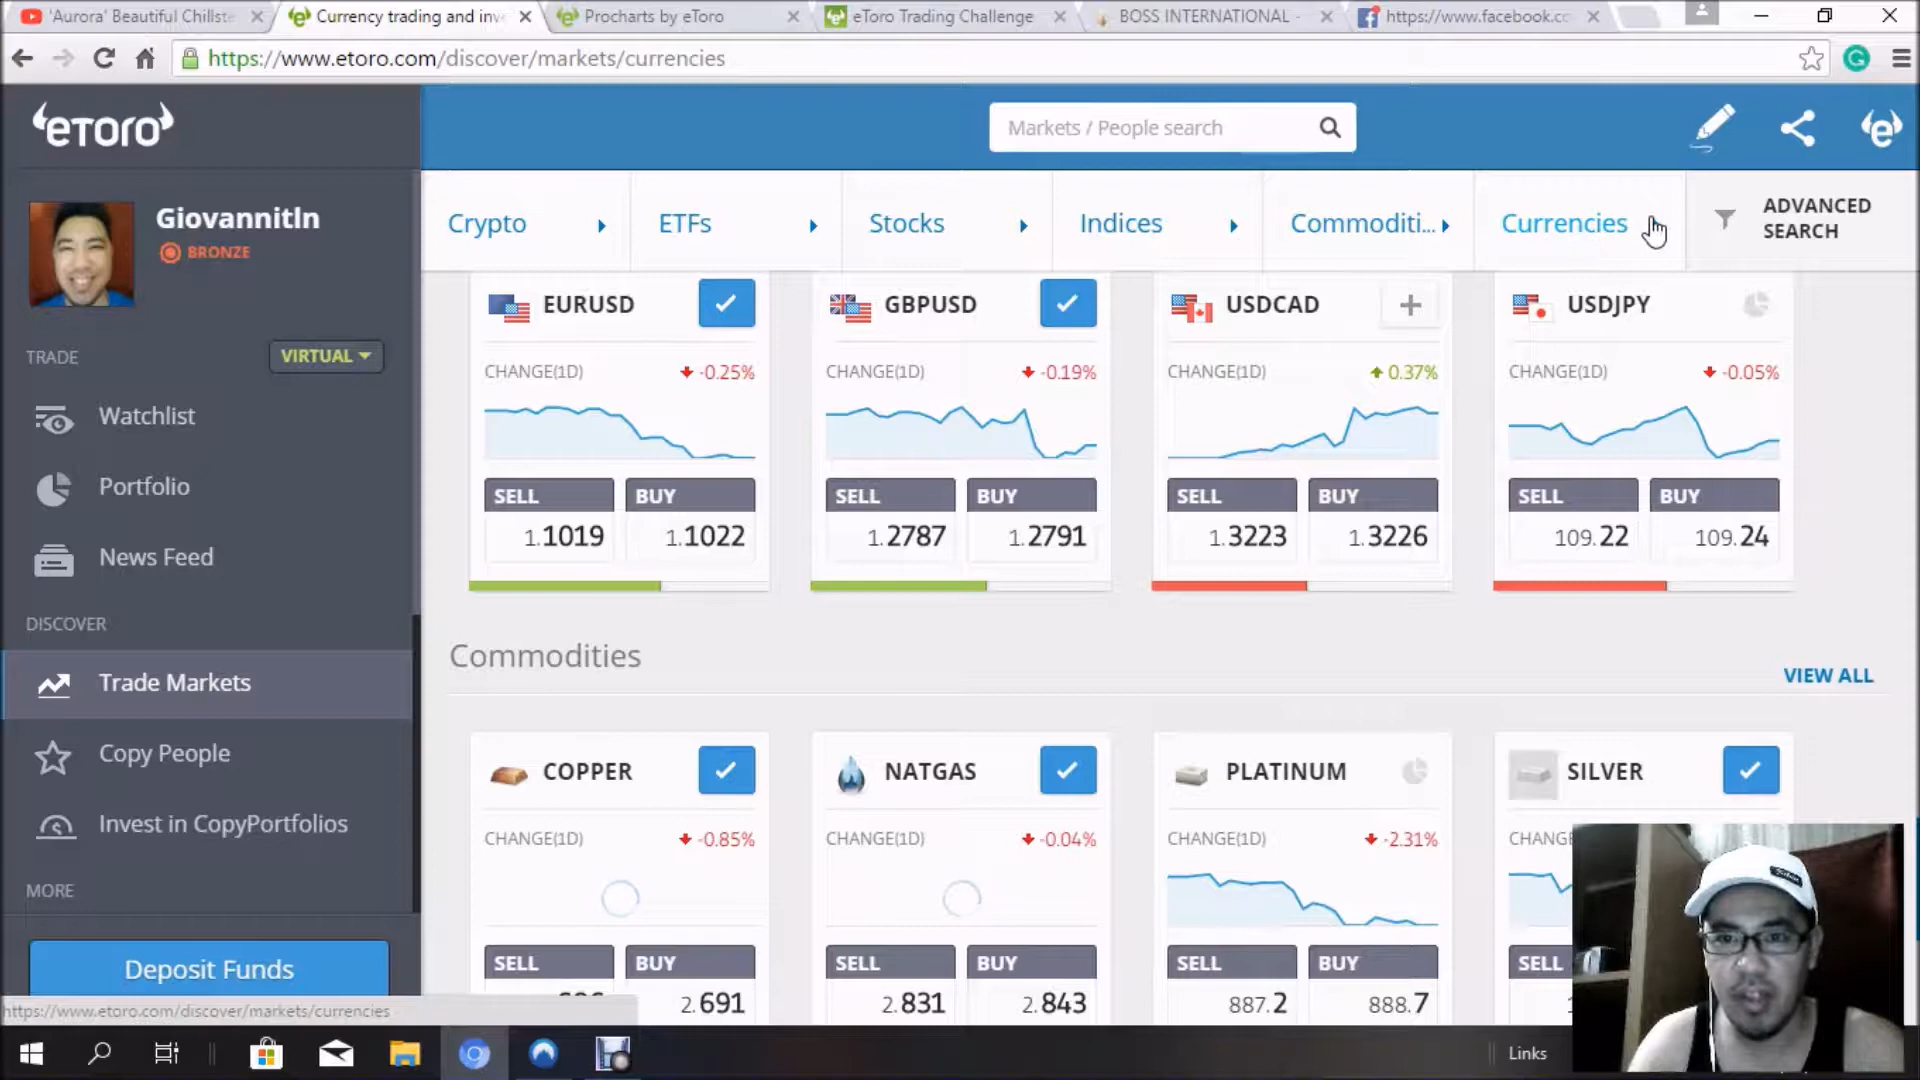 'Aurora' Beautiful Chillste
Currency trading and inve
Procharts by eToro
eToro Trading Challenge
BOSS INTERNATIONAL -
https://www.facebook.co
https://www.etoro.com/discover/markets/currencies
eToro
Markets / People search
Giovannitln
BRONZE
TRADE
VIRTUAL
Watchlist
Portfolio
News Feed
DISCOVER
Trade Markets
Copy People
Invest in CopyPortfolios
MORE
Deposit Funds
https://www.etoro.com/discover/markets/currencies
Crypto
ETFs
Stocks
Indices
Commoditi...
Currencies
ADVANCED
SEARCH
EURUSD
CHANGE(1D) -0.25%
SELL BUY
1.1019 1.1022
GBPUSD
CHANGE(1D) -0.19%
SELL BUY
1.2787 1.2791
USDCAD
CHANGE(1D) 0.37%
SELL BUY
1.3223 1.3226
USDJPY
CHANGE(1D) -0.05%
SELL BUY
109.22 109.24
Commodities
VIEW ALL
COPPER
CHANGE(1D) -0.85%
SELL BUY
2.691
NATGAS
CHANGE(1D) -0.04%
SELL BUY
2.831 2.843
PLATINUM
CHANGE(1D) -2.31%
SELL BUY
887.2 888.7
SILVER
CHANG
SELL
Links